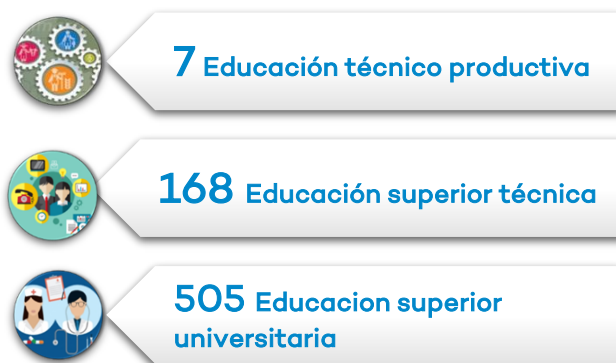 7 Educación técnico productiva
168 Educación superior técnica
505 Educacion superior
universitaria